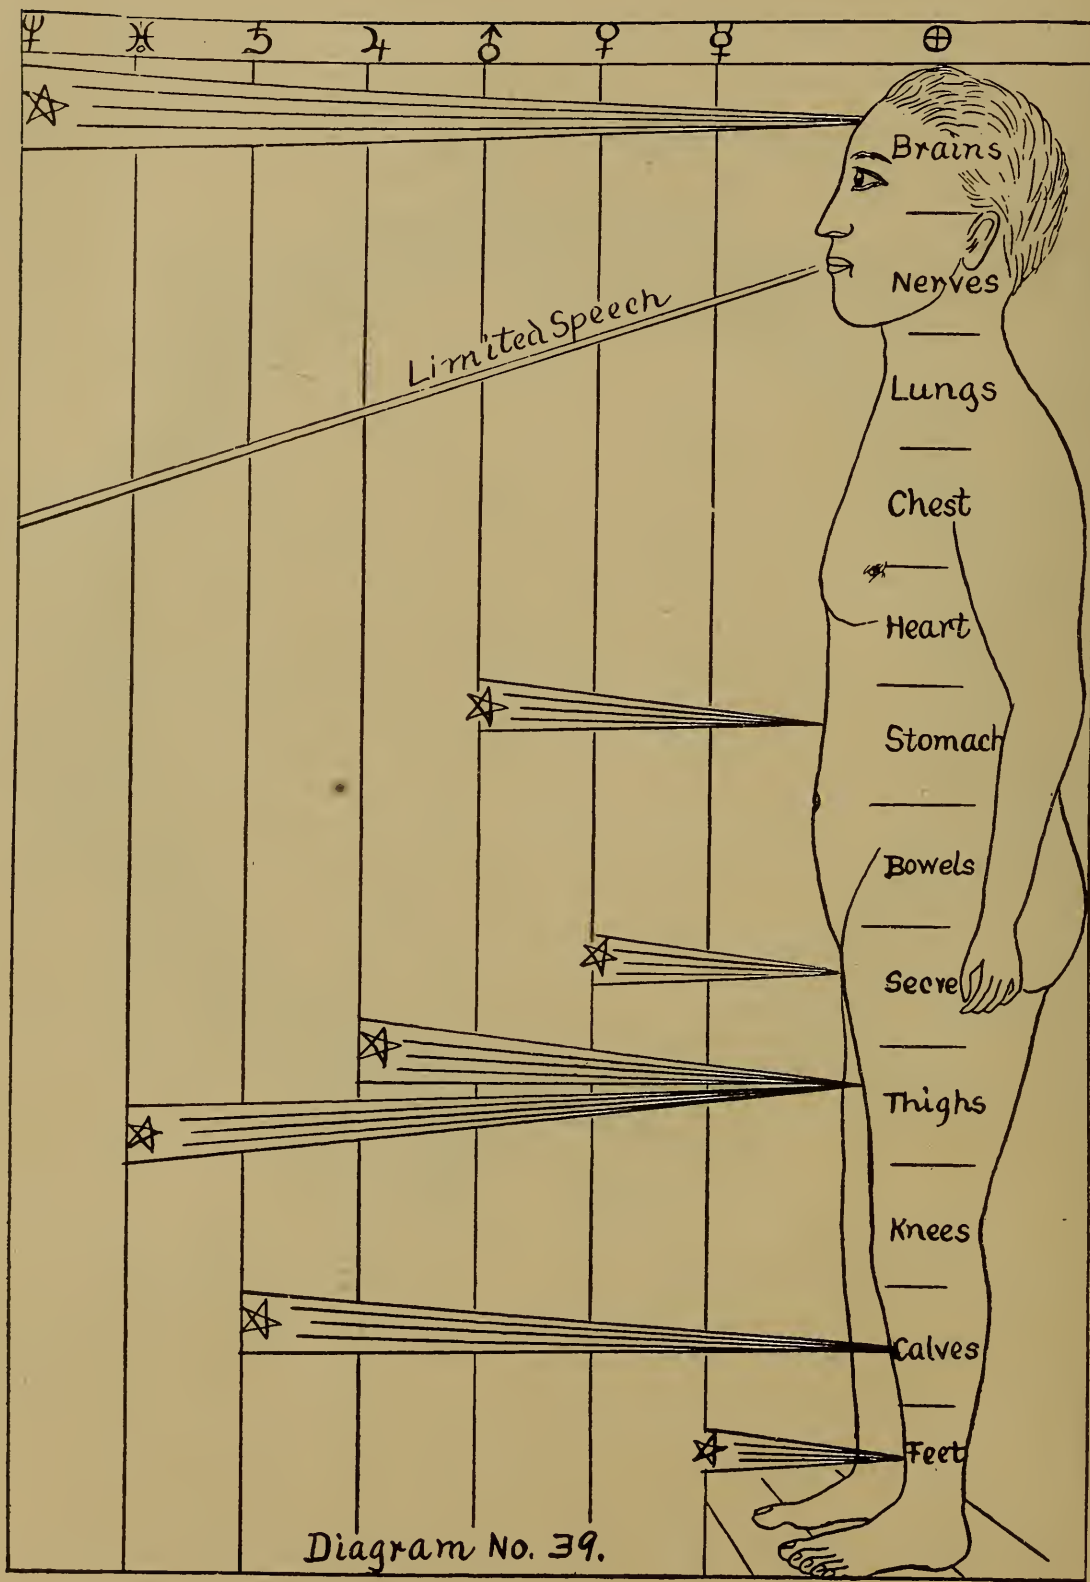 ♆ ♅ ♄ ♃ ♂ ♀ ☿ ⊕
Brains
Nerves
Limited Speech
Lungs
Chest
Heart
Stomach
Bowels
Secre
Thighs
Knees
Calves
Feet
Diagram No. 39.